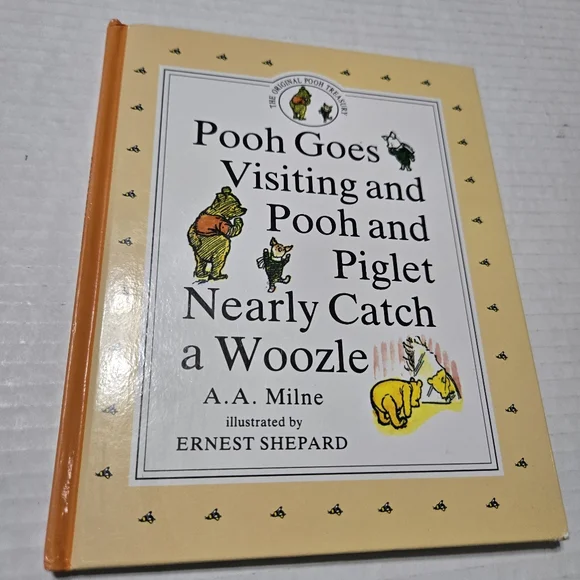 THE ORIGINAL POOH TREASURY
Pooh Goes
Visiting and
Pooh and
Piglet
Nearly Catch
a Woozle
A.A. Milne
illustrated by
ERNEST SHEPARD